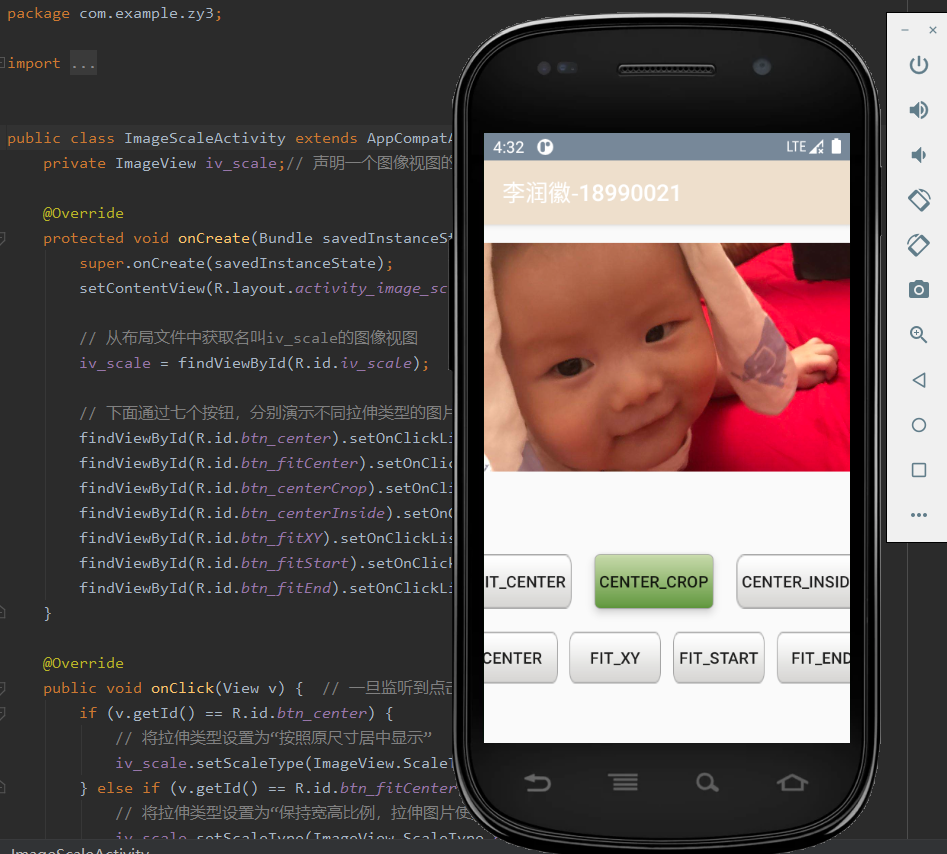 package com.example.zy3;
import ...
public class ImageScaleActivity extends
private ImageView iv_scale;// 声明一个图像视图的
@Override
protected void onCreate(Bundle
super.onCreate(savedInstanceState);
setContentView(R.layout.activity_image_sc
// 从布局文件中获取名叫iv_scale的图像视图
iv_scale = findViewById(R.id.iv_scale);
// 下面通过七个按钮，分别演示不同拉伸类型的图片
findViewById(R.id.btn_center).setOnClickLi
findViewById(R.id.btn_fitCenter).setOnClic
findViewById(R.id.btn_centerCrop).setOnCli
findViewById(R.id.btn_centerInside).setOnC
findViewById(R.id.btn_fitXY).setOnClickLis
findViewById(R.id.btn_fitStart).setOnClick
findViewById(R.id.btn_fitEnd).setOnClickLi
}
@Override
public void onClick(View v) { // 一旦监听到点击
if (v.getId() == R.id.btn_center) {
// 将拉伸类型设置为“按照原尺寸居中显示”
iv_scale.setScaleType(ImageView.ScaleT
} else if (v.getId() == R.id.btn_fitCenter
// 将拉伸类型设置为“保持宽高比例，拉伸图片使
iv_scale.setScaleType(ImageView.ScaleType
ImageScaleActivity
4:32
LTE
李润徽-18990021
IT_CENTER
CENTER_CROP
CENTER_INSID
CENTER
FIT_XY
FIT_START
FIT_END